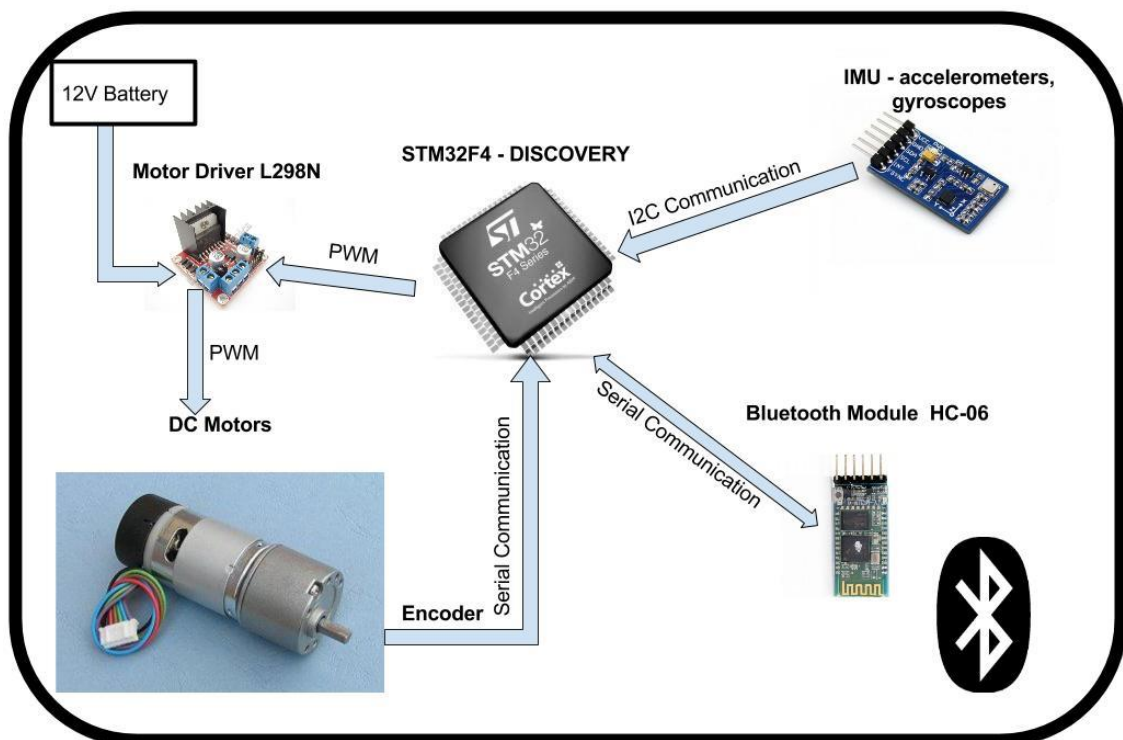 12V Battery
IMU - accelerometers,
gyroscopes
STM32F4 - DISCOVERY
Motor Driver L298N
I2C Communication
PWM
STM32
F4 Series
Cortex
PWM
DC Motors
Serial Communication
Bluetooth Module HC-06
Serial Communication
Encoder